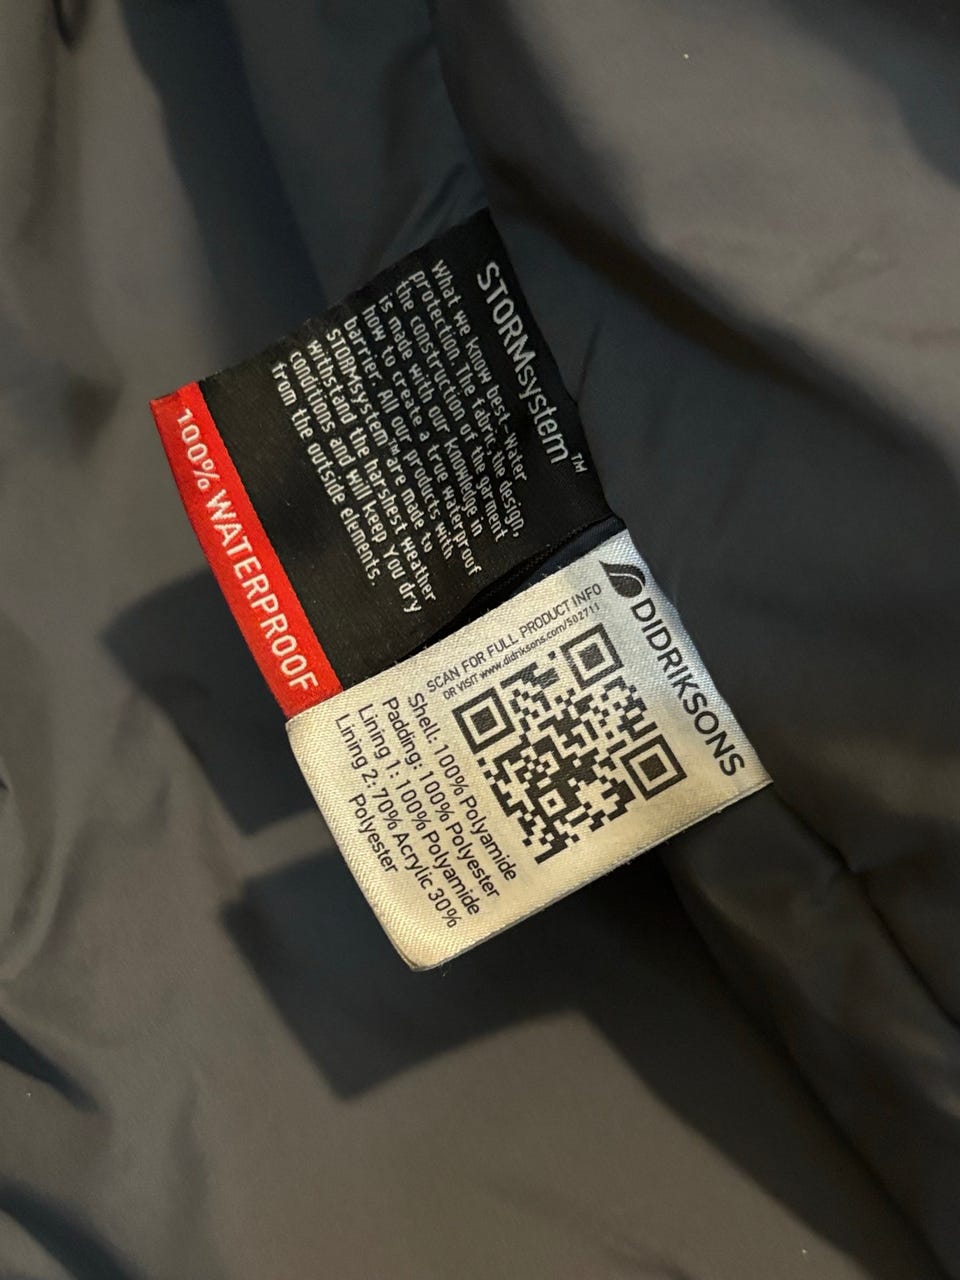 STORMsystem™
What we know best-water
protection. The fabric, the design,
the construction of the garment
is made with our knowledge in
how to create a true waterproof
barrier. All our products with
STORMsystem™ are made to
withstand the harshest weather
conditions and will keep you dry
from the outside elements.
100% WATERPROOF
DIDRIKSONS
SCAN FOR FULL PRODUCT INFO
OR VISIT www.didriksons.com/502711
Shell: 100% Polyamide
Padding: 100% Polyester
Lining 1: 100% Polyamide
Lining 2: 70% Acrylic 30%
Polyester